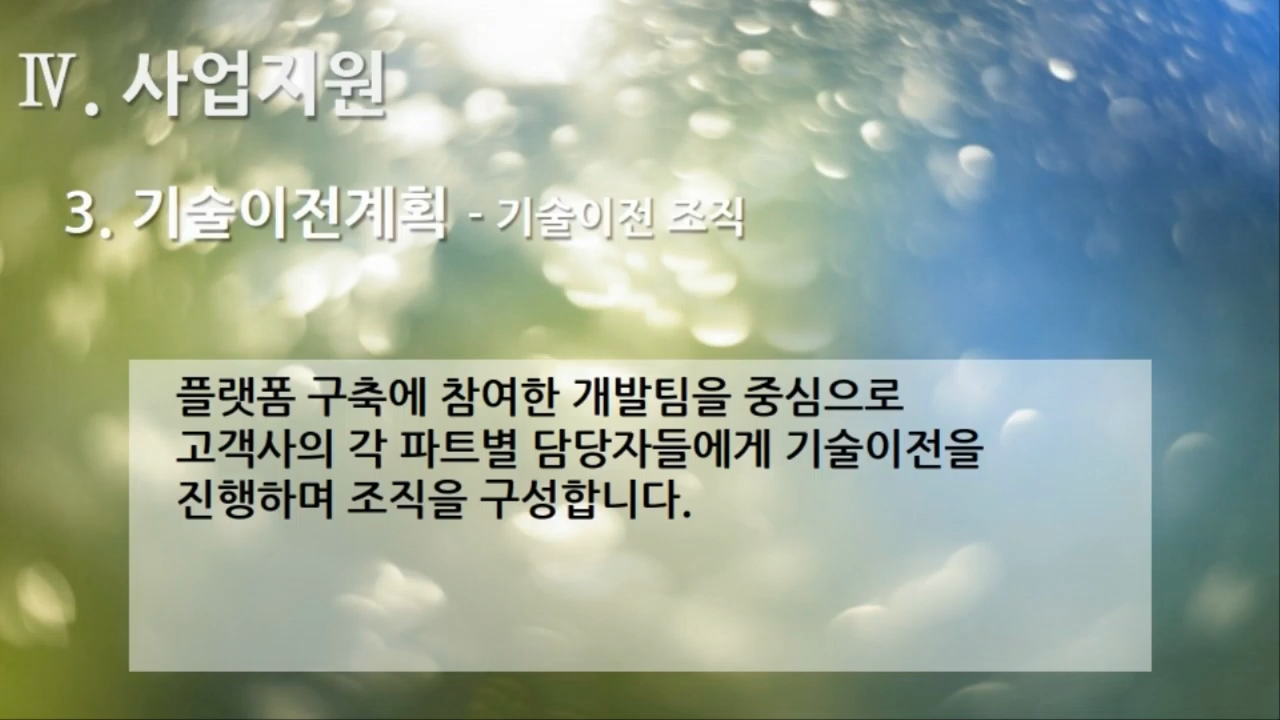 Ⅳ. 사업지원
3. 기술이전계획 - 기술이전 조직
플랫폼 구축에 참여한 개발팀을 중심으로
고객사의 각 파트별 담당자들에게 기술이전을
진행하며 조직을 구성합니다.